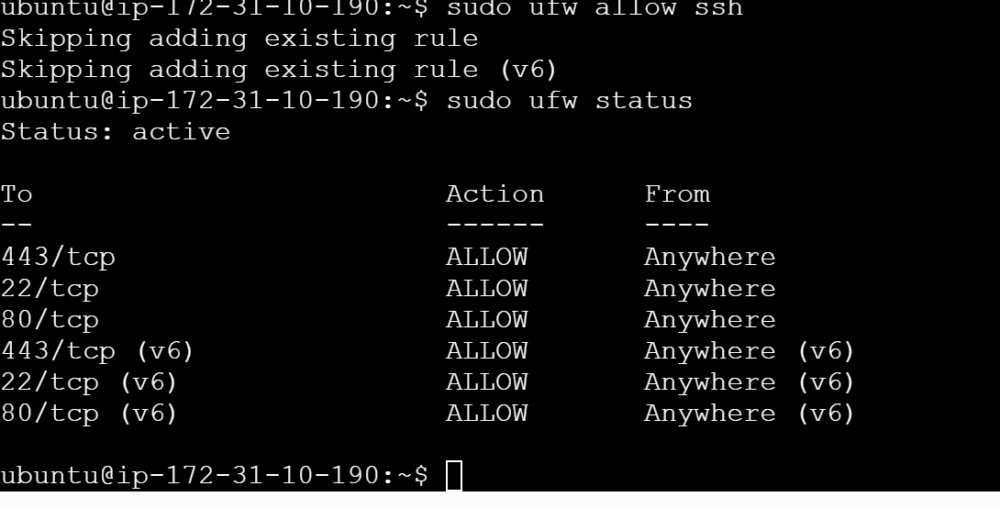 ubuntu@ip-172-31-10-190:~$ sudo ufw allow ssh
Skipping adding existing rule
Skipping adding existing rule (v6)
ubuntu@ip-172-31-10-190:~$ sudo ufw status
Status: active

To                         Action      From
--                         ------      ----
443/tcp                    ALLOW       Anywhere
22/tcp                     ALLOW       Anywhere
80/tcp                     ALLOW       Anywhere
443/tcp (v6)               ALLOW       Anywhere (v6)
22/tcp (v6)                ALLOW       Anywhere (v6)
80/tcp (v6)                ALLOW       Anywhere (v6)

ubuntu@ip-172-31-10-190:~$